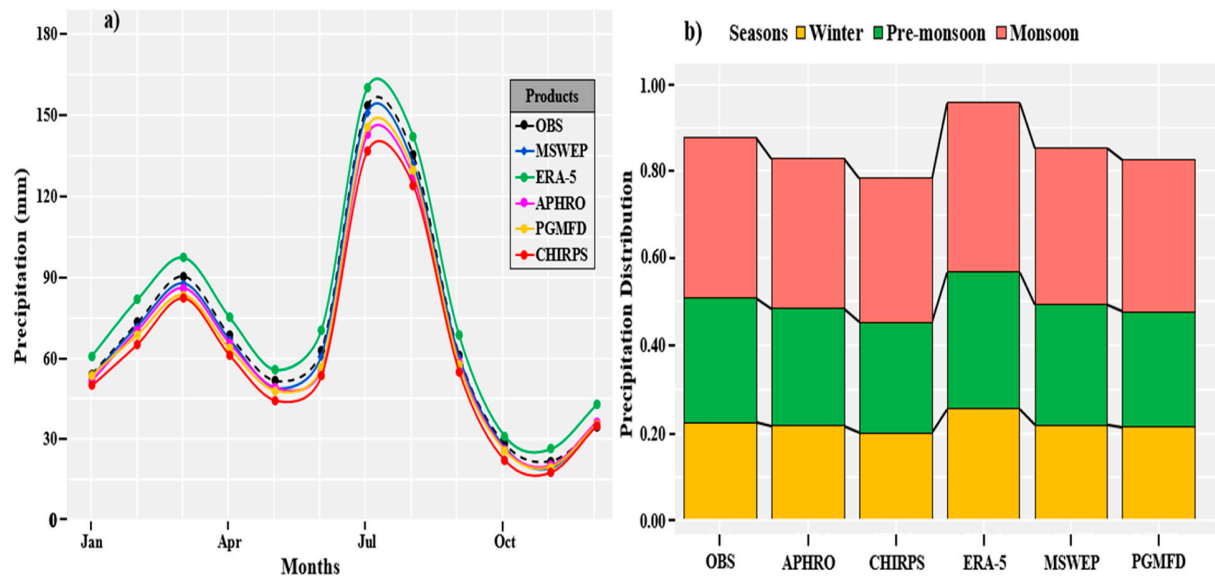 a)
180
150
120
90
60
30
0
Precipitation (mm)
Jan Apr Jul Oct
Months
Products
OBS
MSWEP
ERA-5
APHRO
PGMFD
CHIRPS
b) Seasons Winter Pre-monsoon Monsoon
1.00
0.80
0.60
0.40
0.20
0.00
Precipitation Distribution
OBS APHRO CHIRPS ERA-5 MSWEP PGMFD